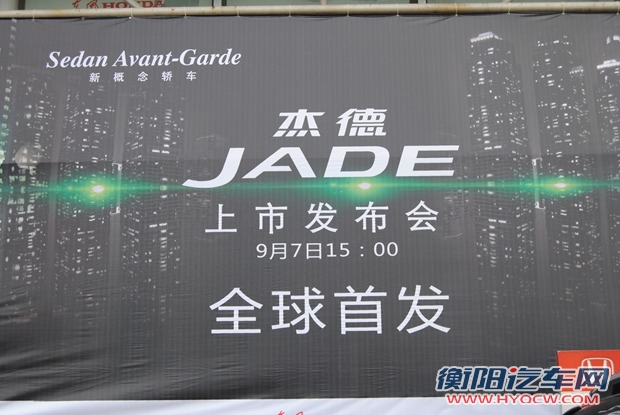 HONDA
Sedan Avant-Garde
新概念轿车
杰德
JADE
上市发布会
9月7日15：00
全球首发
衡阳汽车网
WWW.HYQCW.COM